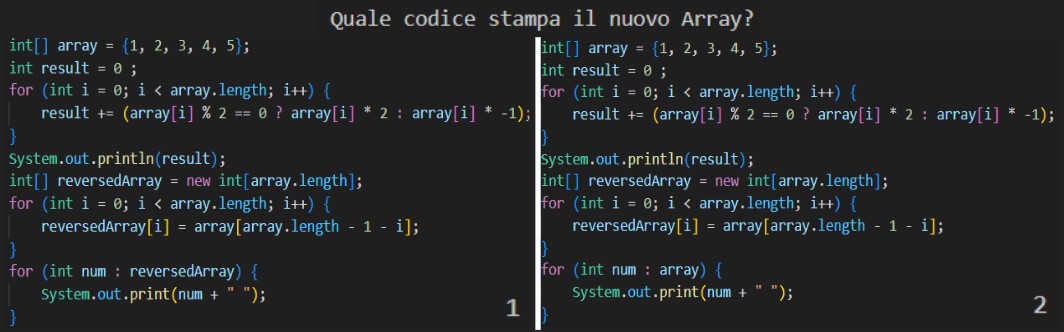 Quale codice stampa il nuovo Array?
int[] array = {1, 2, 3, 4, 5};
int result = 0 ;
for (int i = 0; i < array.length; i++) {
    result += (array[i] % 2 == 0 ? array[i] * 2 : array[i] * -1);
}
System.out.println(result);
int[] reversedArray = new int[array.length];
for (int i = 0; i < array.length; i++) {
    reversedArray[i] = array[array.length - 1 - i];
}
for (int num : reversedArray) {
    System.out.print(num + " ");
}
1
int[] array = {1, 2, 3, 4, 5};
int result = 0 ;
for (int i = 0; i < array.length; i++) {
    result += (array[i] % 2 == 0 ? array[i] * 2 : array[i] * -1);
}
System.out.println(result);
int[] reversedArray = new int[array.length];
for (int i = 0; i < array.length; i++) {
    reversedArray[i] = array[array.length - 1 - i];
}
for (int num : array) {
    System.out.print(num + " ");
}
2